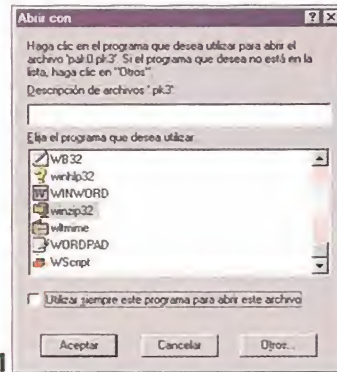 Abrir con
Haga clic en el programa que desea utilizar para abrir el
archivo 'pak0.pk3'. Si el programa que desea no está en la
lista, haga clic en "Otros".
Descripción de archivos '.pk3':
Elija el programa que desea utilizar:
WB32
winhlp32
WINWORD
winzip32
witmime
WORDPAD
WScript
Utilizar siempre este programa para abrir este archivo
Aceptar Cancelar Otros...